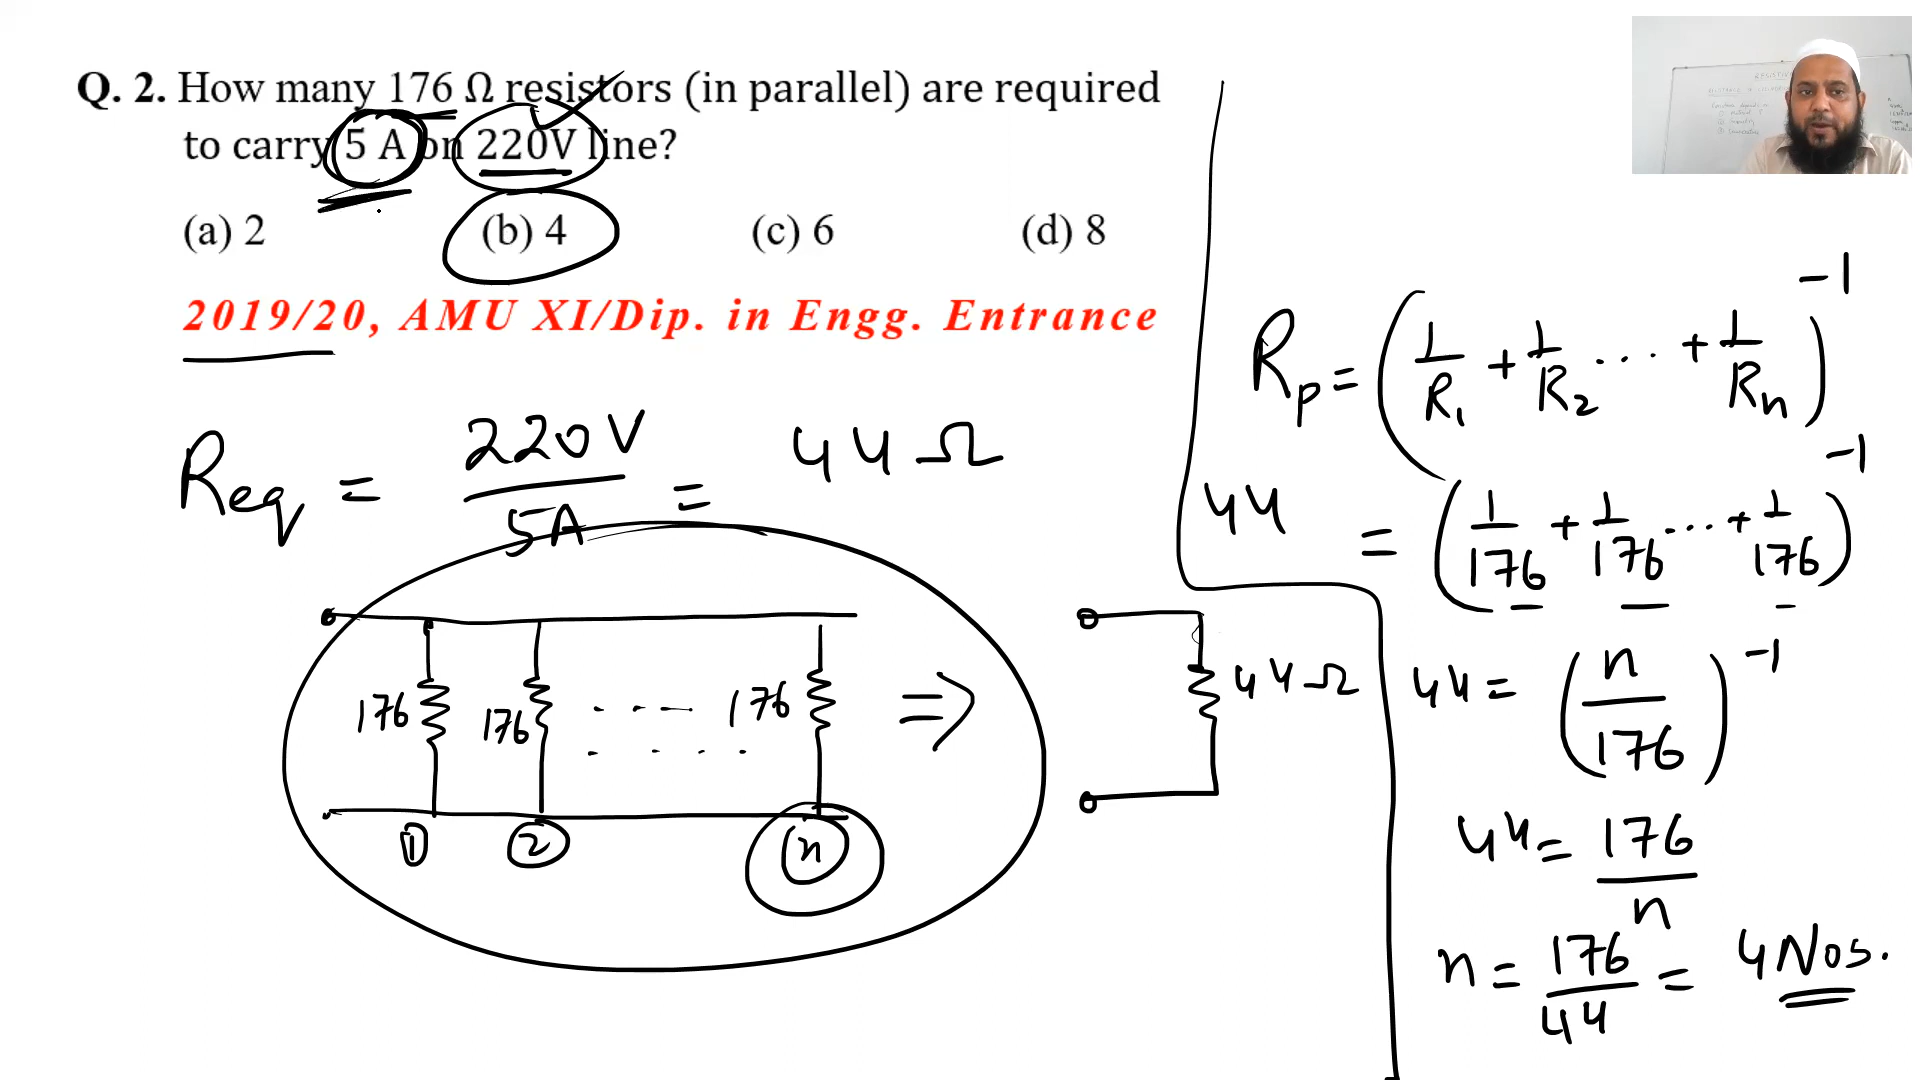 Q. 2. How many 176 Ω resistors (in parallel) are required
to carry 5 A on 220V line?
(a) 2 (b) 4 (c) 6 (d) 8
2019/20, AMU XI/Dip. in Engg. Entrance
Req = 220V / 5A = 44 Ω
176 176 ---- 176 ⇒ 44 Ω
1 2 n
Rp = (1/R1 + 1/R2 ... + 1/Rn)^-1
44 = (1/176 + 1/176 ... + 1/176)^-1
44 = (n/176)^-1
44 = 176/n
n = 176/44 = 4 Nos.